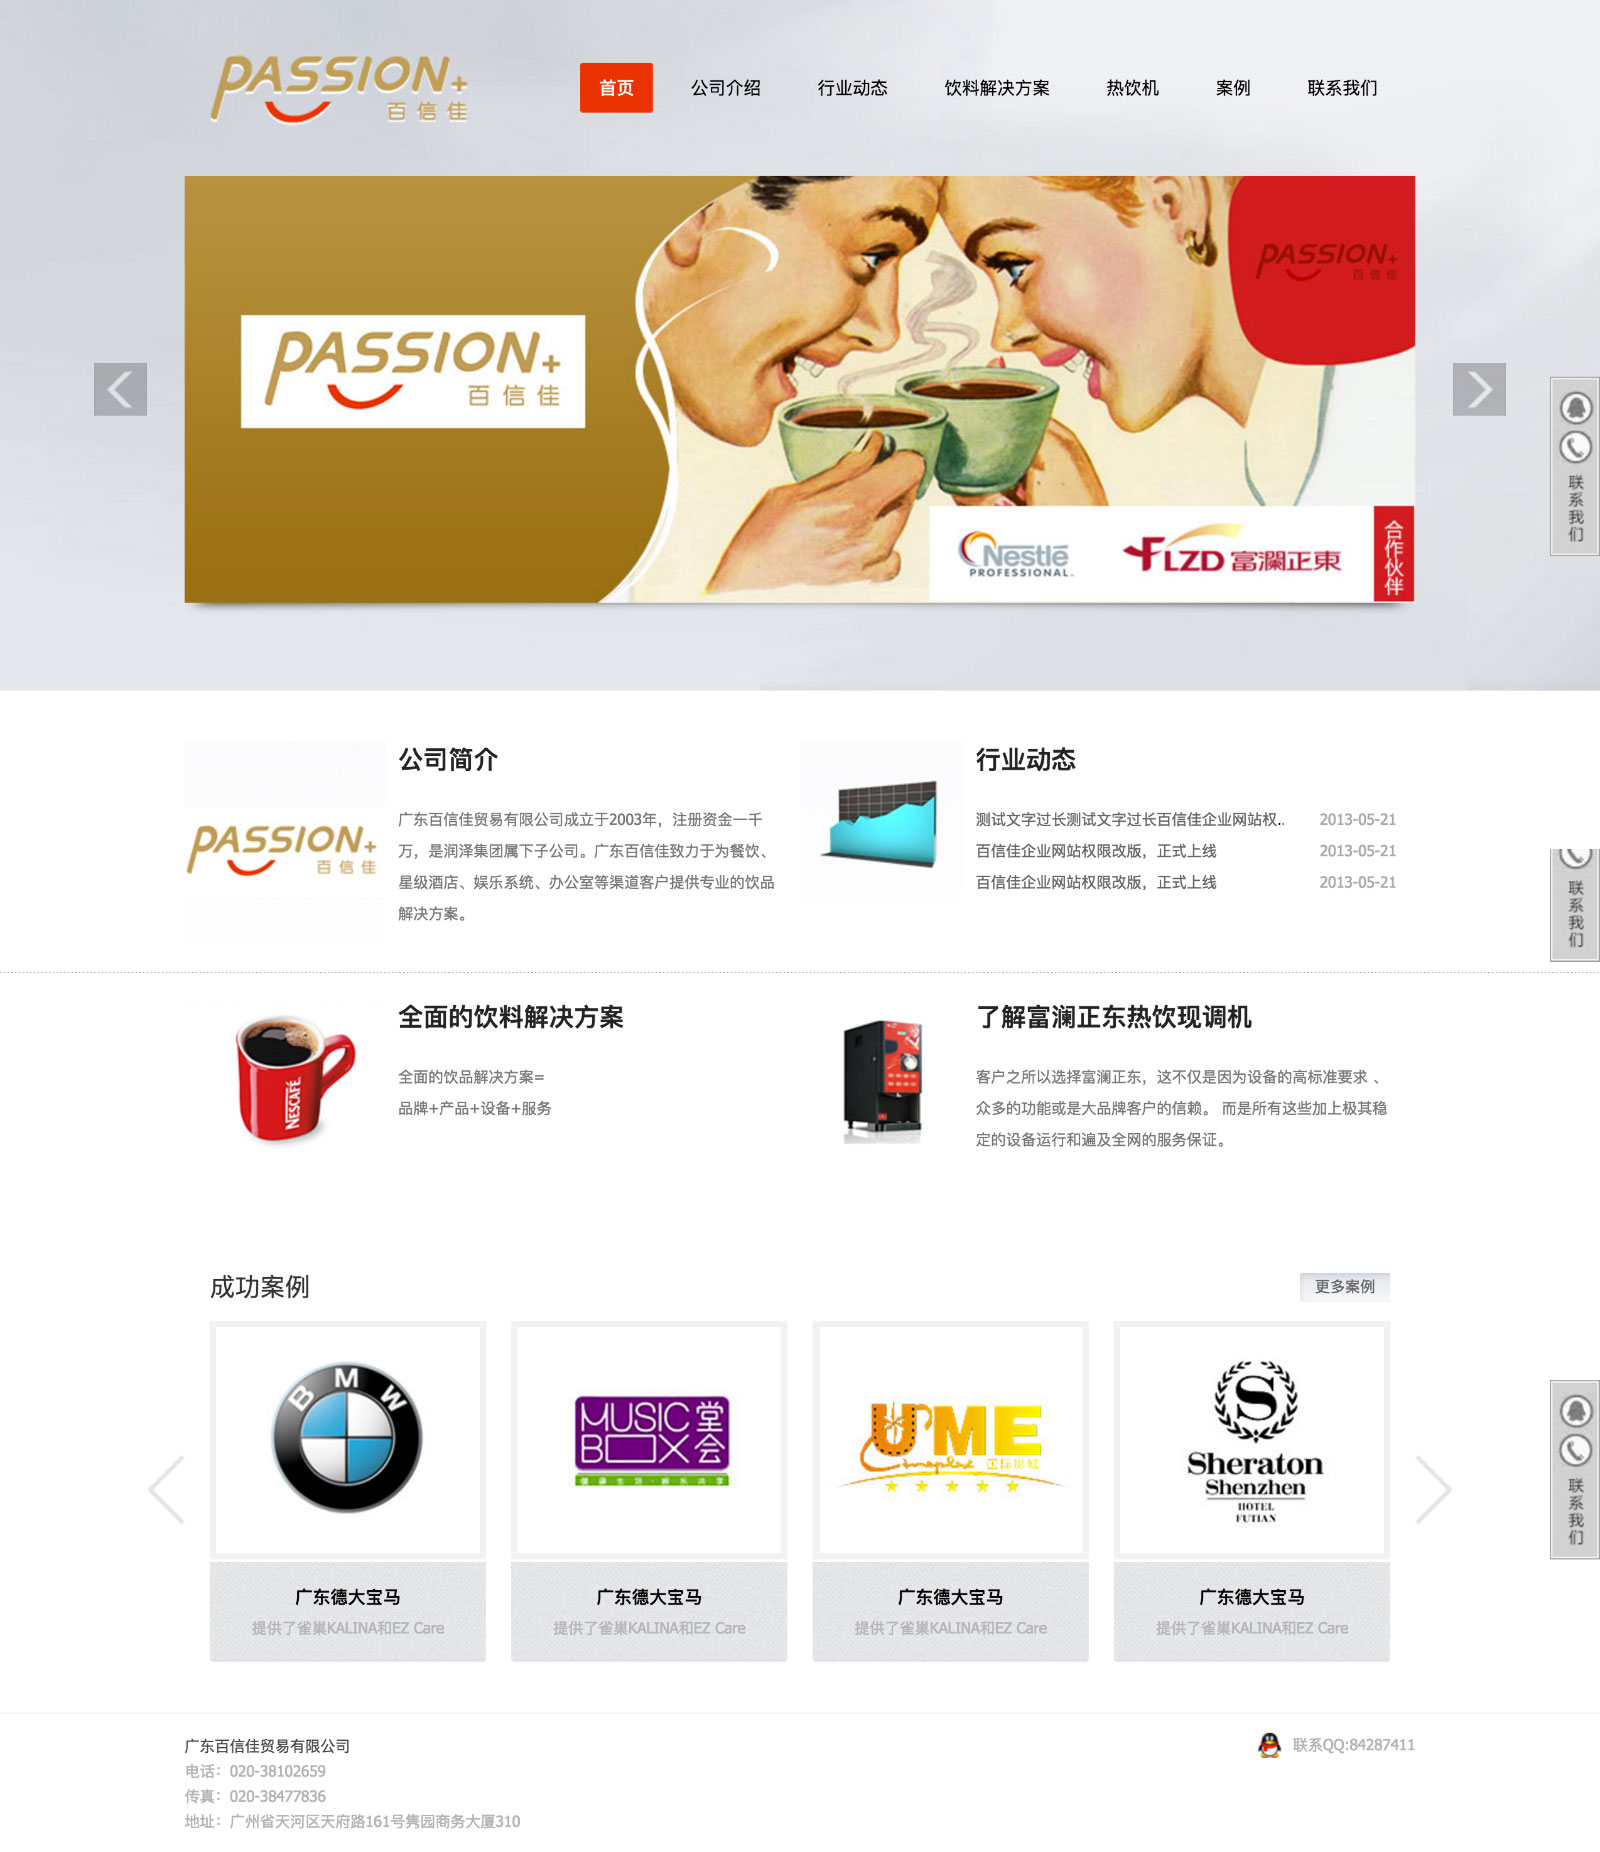 PASSION+
百信佳
首页
公司介绍
行业动态
饮料解决方案
热饮机
案例
联系我们
PASSION+
百信佳
PASSION+
百信佳
Nestlé
PROFESSIONAL
FLZD 富瀾正東
合作伙伴
联系我们
公司简介
PASSION+
百信佳
广东百信佳贸易有限公司成立于2003年，注册资金一千
万，是润泽集团属下子公司。广东百信佳致力于为餐饮、
星级酒店、娱乐系统、办公室等渠道客户提供专业的饮品
解决方案。
行业动态
测试文字过长测试文字过长百信佳企业网站权.. 2013-05-21
百信佳企业网站权限改版，正式上线 2013-05-21
百信佳企业网站权限改版，正式上线 2013-05-21
联系我们
全面的饮料解决方案
NESCAFÉ
全面的饮品解决方案=
品牌+产品+设备+服务
了解富澜正东热饮现调机
客户之所以选择富澜正东，这不仅是因为设备的高标准要求 、
众多的功能或是大品牌客户的信赖。 而是所有这些加上极其稳
定的设备运行和遍及全网的服务保证。
成功案例
更多案例
BMW
MUSIC 堂
BOX 会
健·康·生·活·娱·乐·共·享
UME
cineplex 国际影城
S
Sheraton
Shenzhen
HOTEL
FUTIAN
联系我们
广东德大宝马
提供了雀巢KALINA和EZ Care
广东德大宝马
提供了雀巢KALINA和EZ Care
广东德大宝马
提供了雀巢KALINA和EZ Care
广东德大宝马
提供了雀巢KALINA和EZ Care
广东百信佳贸易有限公司
电话：020-38102659
传真：020-38477836
地址：广州省天河区天府路161号隽园商务大厦310
联系QQ:84287411